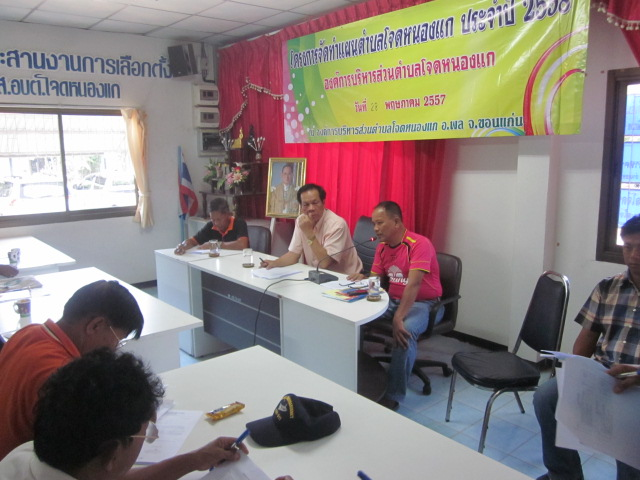 ะสานงานการเลือกตั้ง
ส.อบต.โจดหนองแก
โครงการจัดทำแผนตำบลโจดหนองแก ประจำปี 2558
องค์การบริหารส่วนตำบลโจดหนองแก
วันที่ 29 พฤษภาคม 2557
องค์การบริหารส่วนตำบลโจดหนองแก อ.พล จ.ขอนแก่น